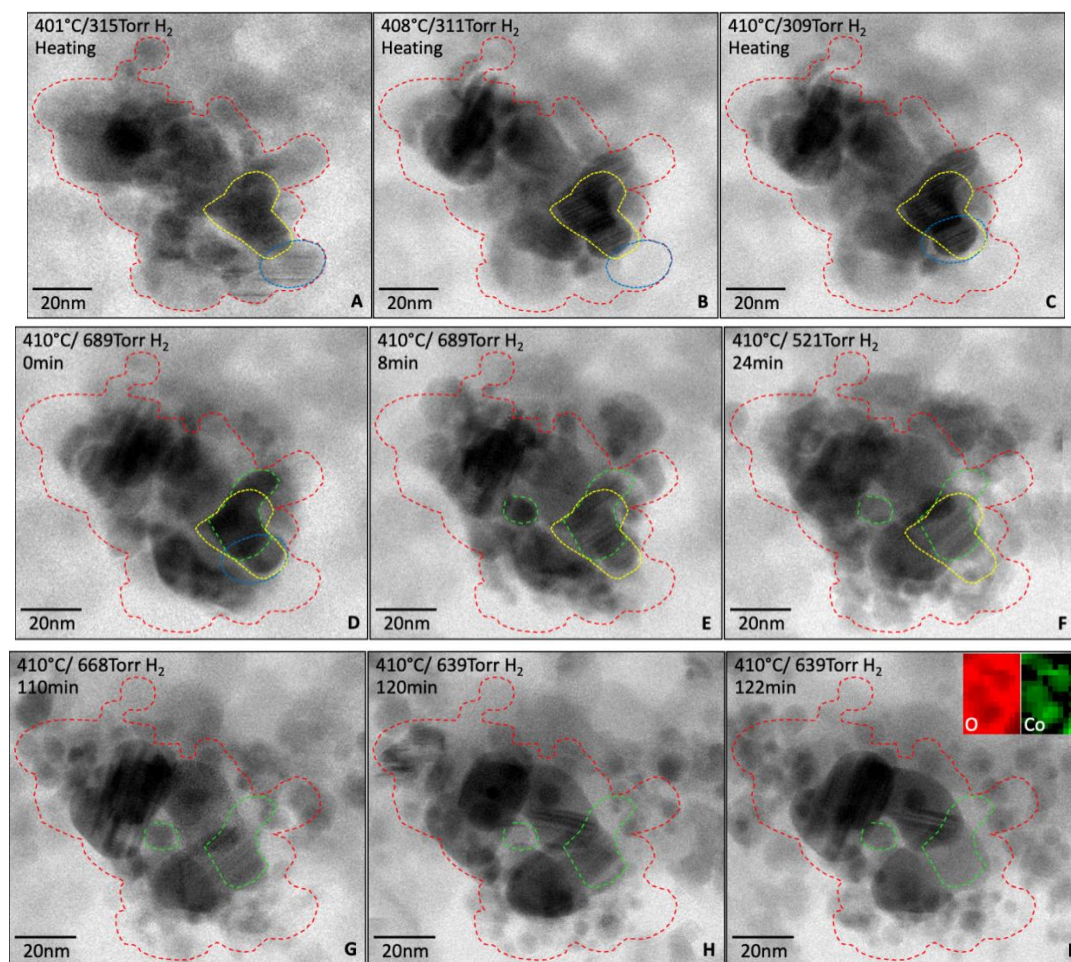 401°C/315Torr H₂
Heating
20nm
A
408°C/311Torr H₂
Heating
20nm
B
410°C/309Torr H₂
Heating
20nm
C
410°C/ 689Torr H₂
0min
20nm
D
410°C/ 689Torr H₂
8min
20nm
E
410°C/ 521Torr H₂
24min
20nm
F
410°C/ 668Torr H₂
110min
20nm
G
410°C/ 639Torr H₂
120min
20nm
H
410°C/ 639Torr H₂
122min
O
Co
20nm